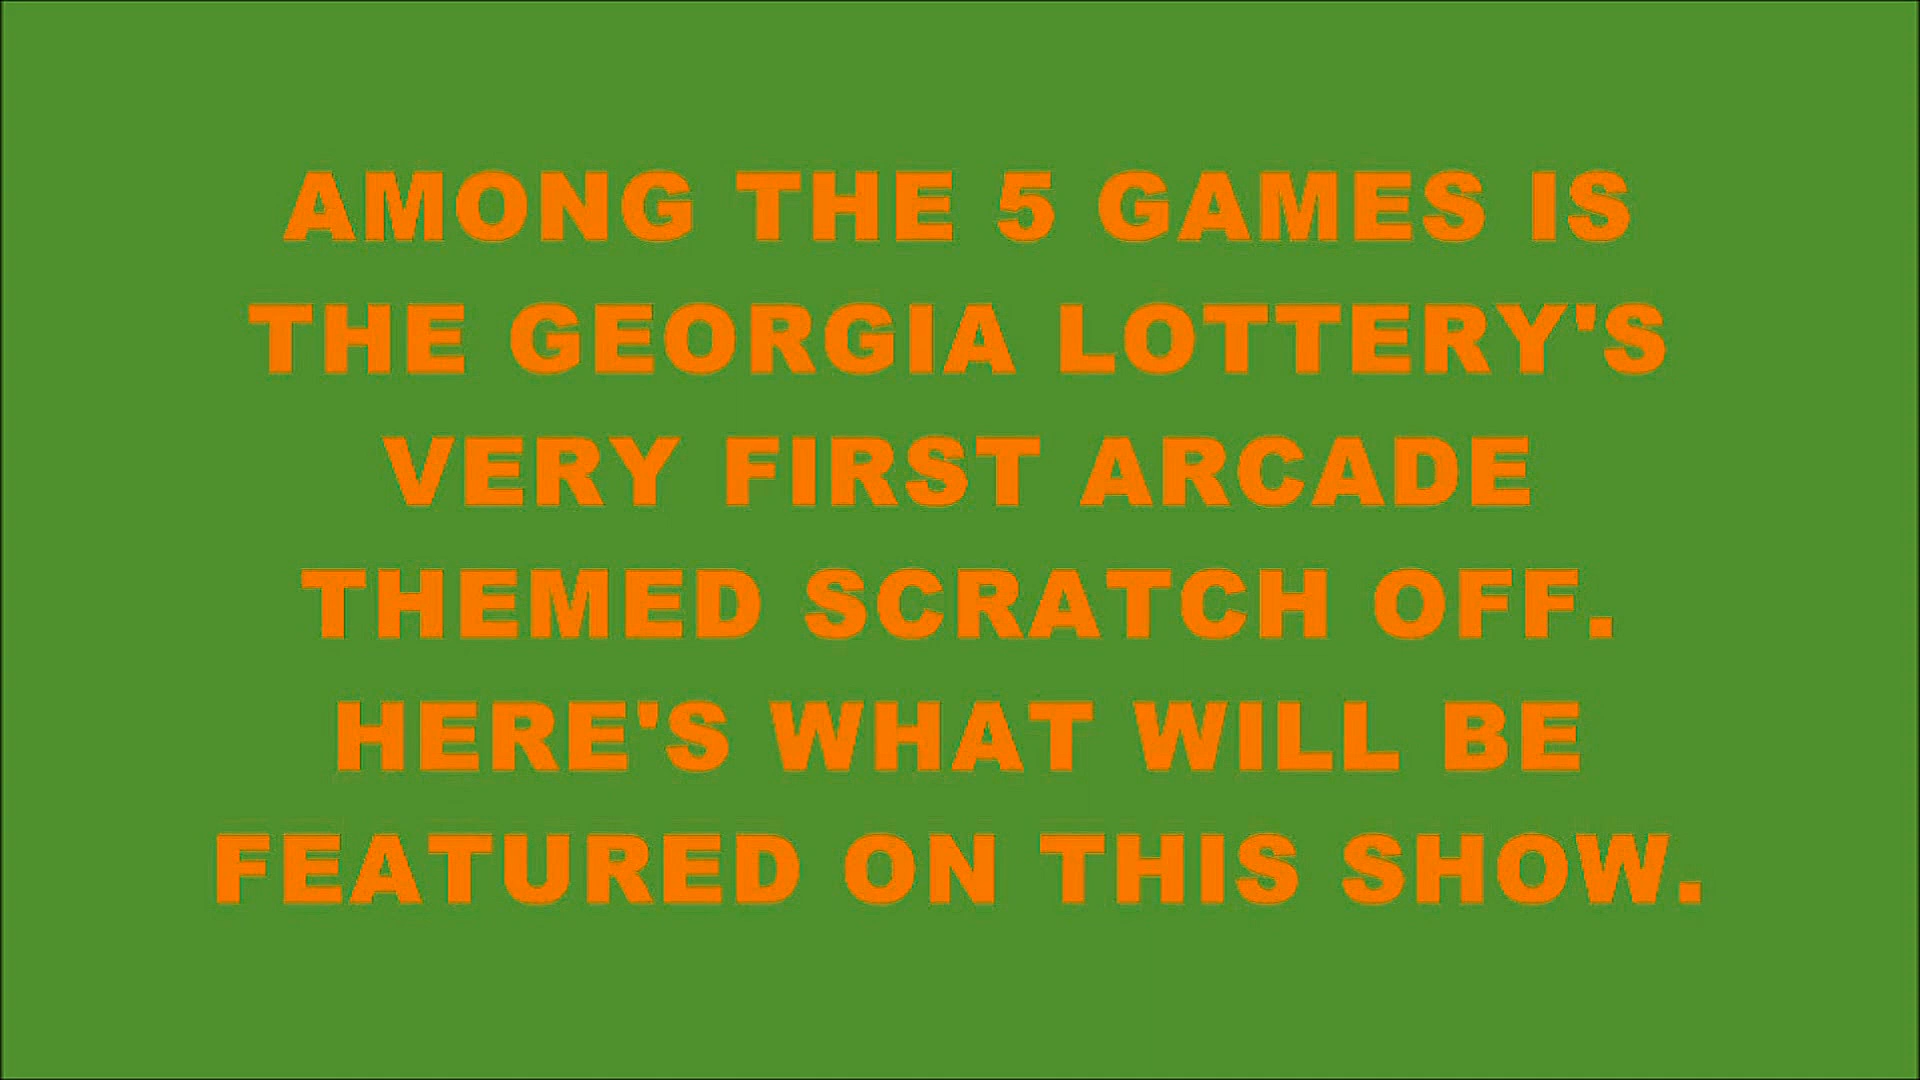 AMONG THE 5 GAMES IS
THE GEORGIA LOTTERY'S
VERY FIRST ARCADE
THEMED SCRATCH OFF.
HERE'S WHAT WILL BE
FEATURED ON THIS SHOW.